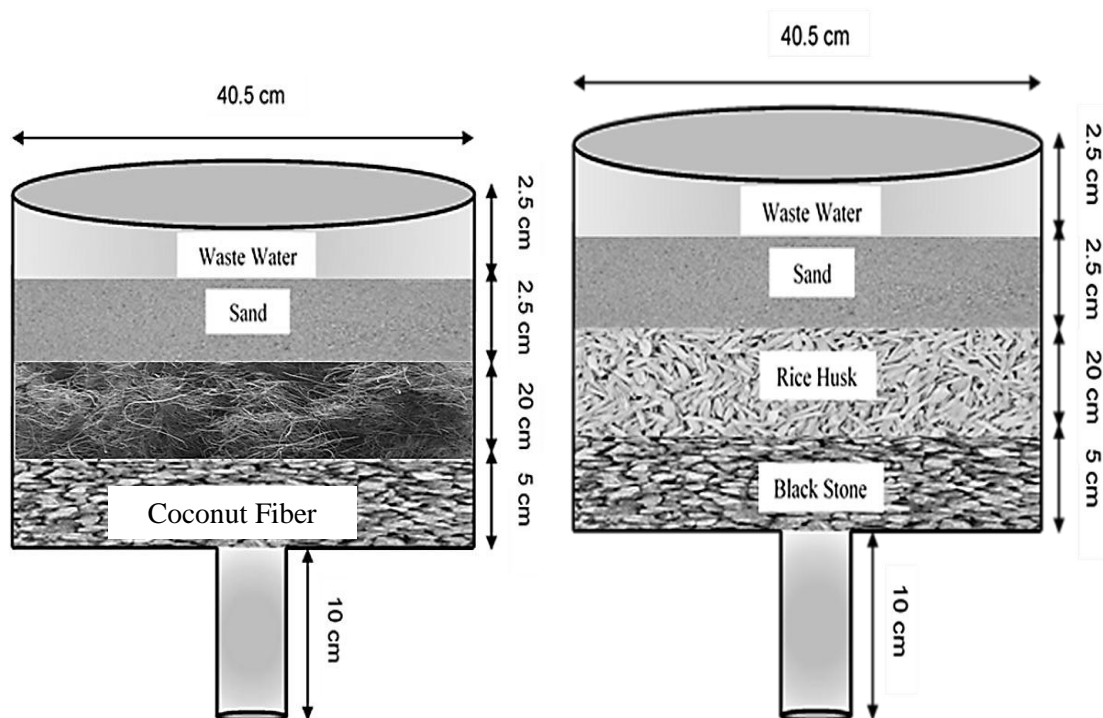 40.5 cm
Waste Water
Sand
Coconut Fiber
2.5 cm
2.5 cm
20 cm
5 cm
10 cm
40.5 cm
Waste Water
Sand
Rice Husk
Black Stone
2.5 cm
2.5 cm
20 cm
5 cm
10 cm